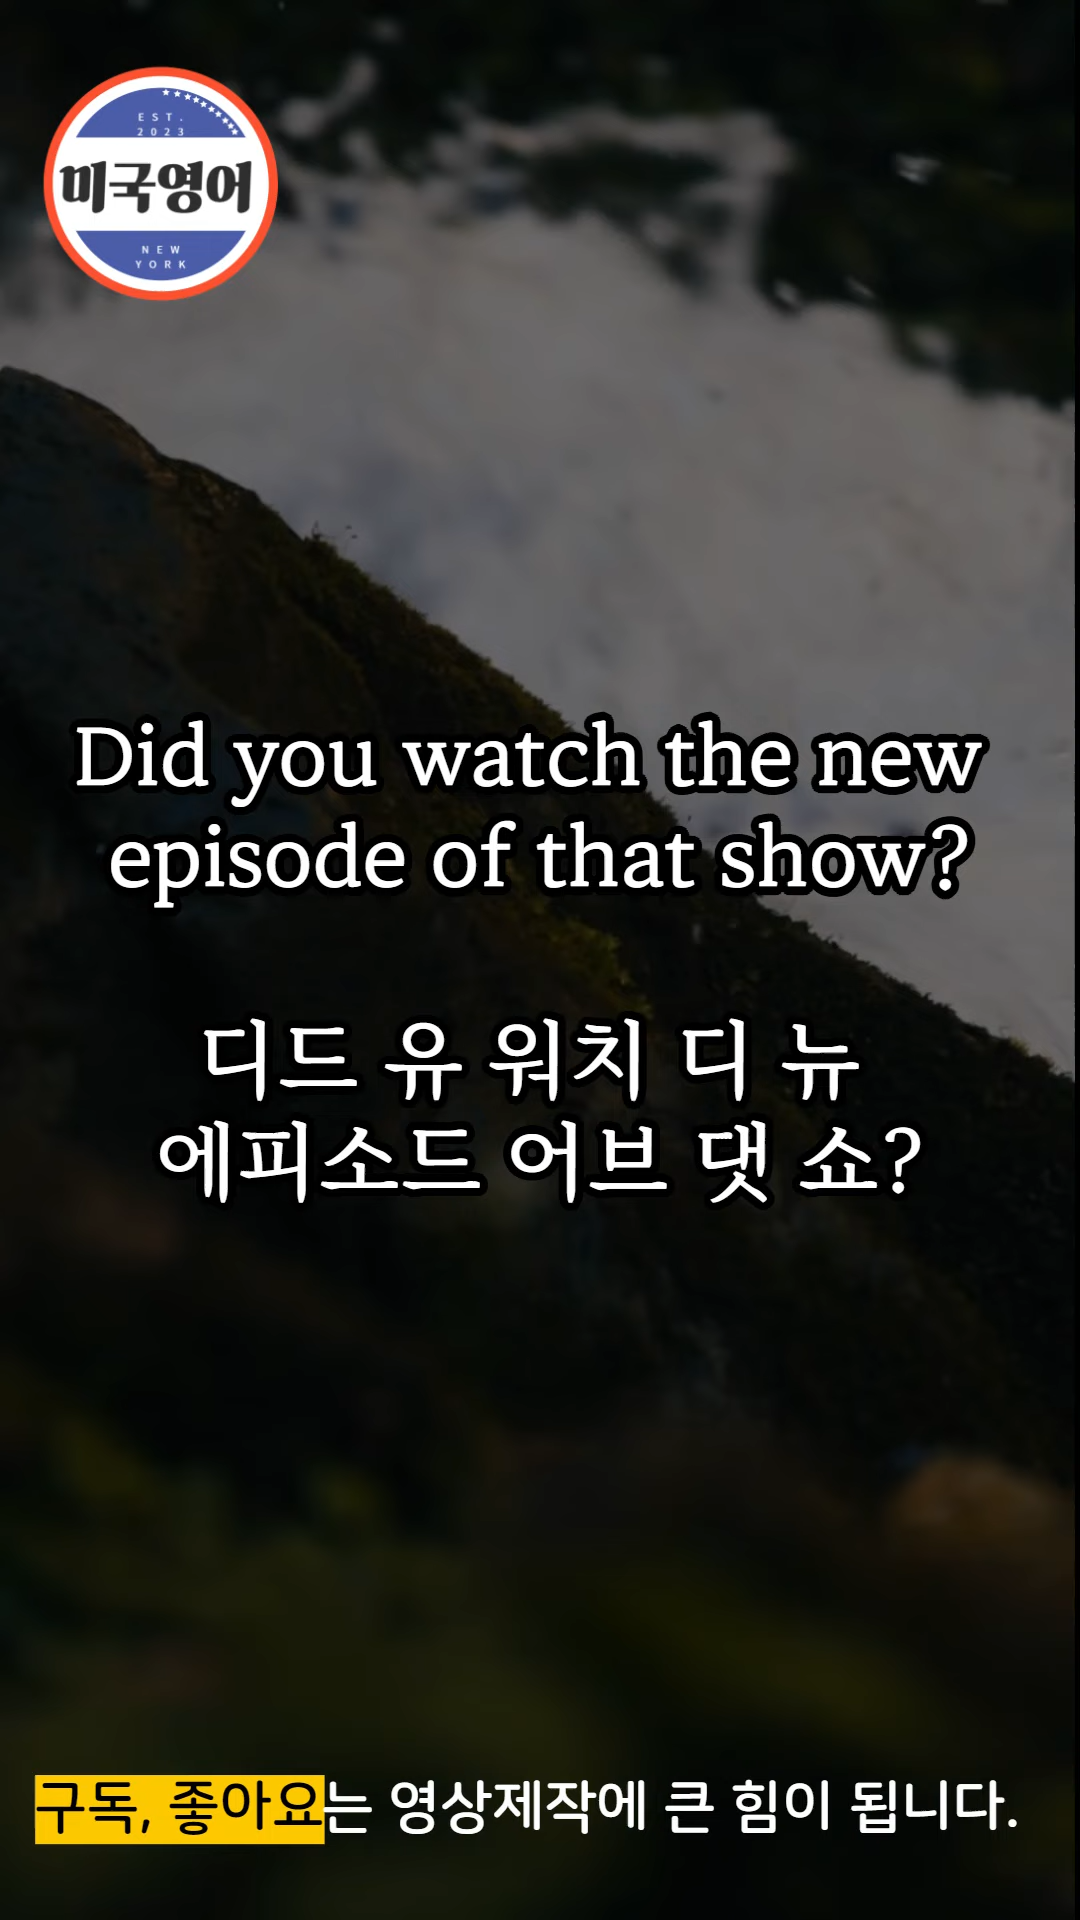 EST.
2023
미국영어
NEW
YORK
Did you watch the new
episode of that show?
디드 유 워치 디 뉴
에피소드 어브 댓 쇼?
구독, 좋아요는 영상제작에 큰 힘이 됩니다.